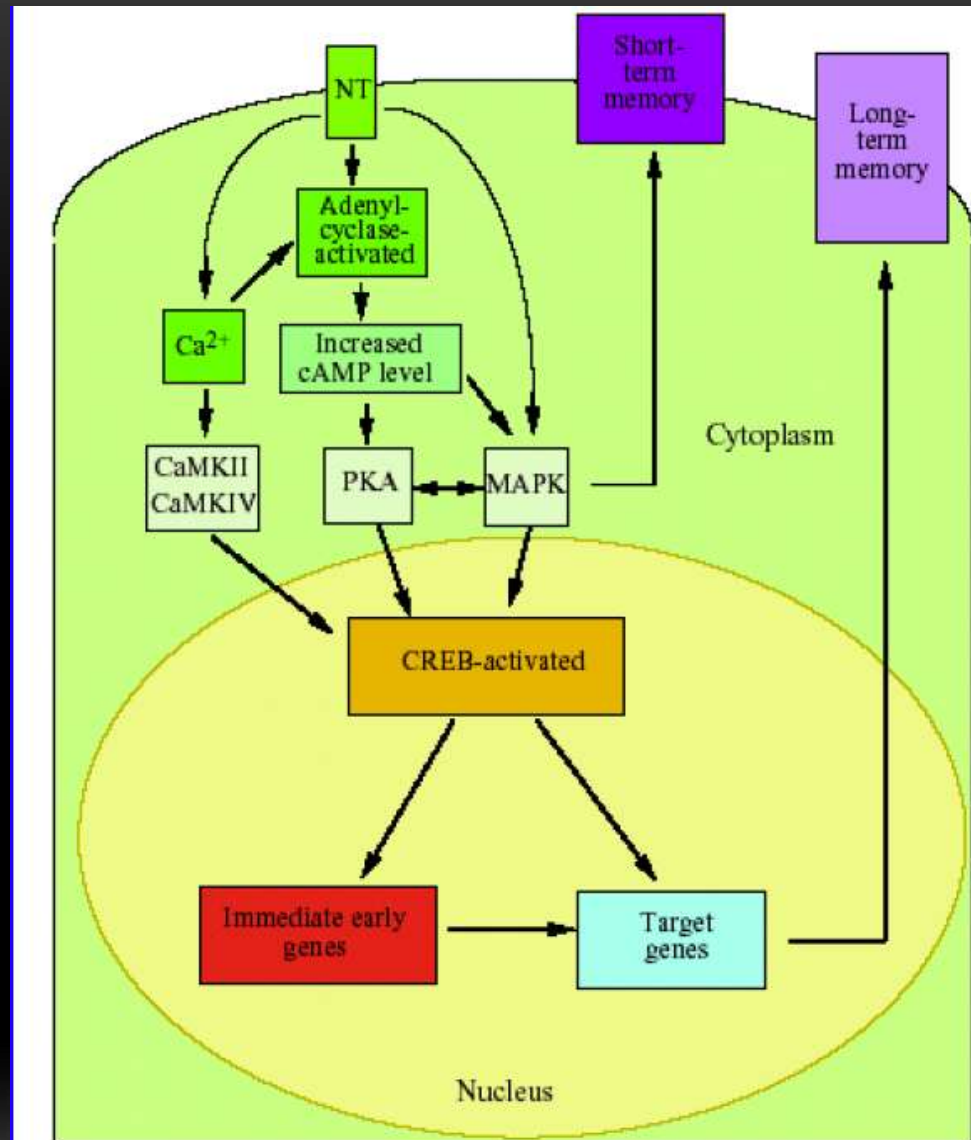 NT
Short-
term
memory
Long-
term
memory
Adenyl-
cyclase-
activated
Ca²⁺
Increased
cAMP level
Cytoplasm
CaMKII
CaMKIV
PKA
MAPK
CREB-activated
Immediate early
genes
Target
genes
Nucleus